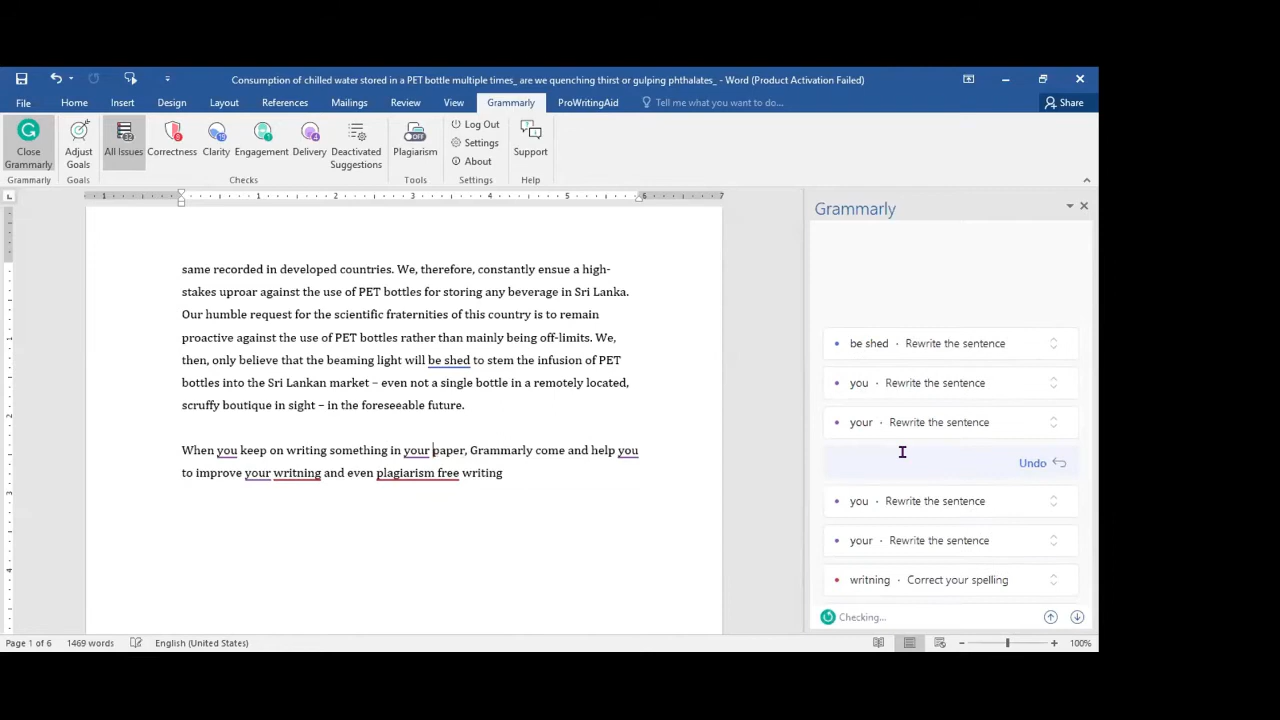 Consumption of chilled water stored in a PET bottle multiple times_ are we quenching thirst or gulping phthalates_ - Word (Product Activation Failed)
File Home Insert Design Layout References Mailings Review View Grammarly ProWritingAid Tell me what you want to do... Share
Close Grammarly
Adjust Goals
All Issues
Correctness
Clarity
Engagement
Delivery
Deactivated Suggestions
OFF
Plagiarism
Log Out
Settings
About
Support
Grammarly Goals Checks Tools Settings Help
1 1 2 3 4 5 6 7
Grammarly
same recorded in developed countries. We, therefore, constantly ensue a high-
stakes uproar against the use of PET bottles for storing any beverage in Sri Lanka.
Our humble request for the scientific fraternities of this country is to remain
proactive against the use of PET bottles rather than mainly being off-limits. We,
then, only believe that the beaming light will be shed to stem the infusion of PET
bottles into the Sri Lankan market – even not a single bottle in a remotely located,
scruffy boutique in sight – in the foreseeable future.
When you keep on writing something in your paper, Grammarly come and help you
to improve your writning and even plagiarism free writing
be shed · Rewrite the sentence
you · Rewrite the sentence
your · Rewrite the sentence
Undo
you · Rewrite the sentence
your · Rewrite the sentence
writning · Correct your spelling
Checking...
Page 1 of 6 1469 words English (United States) 100%